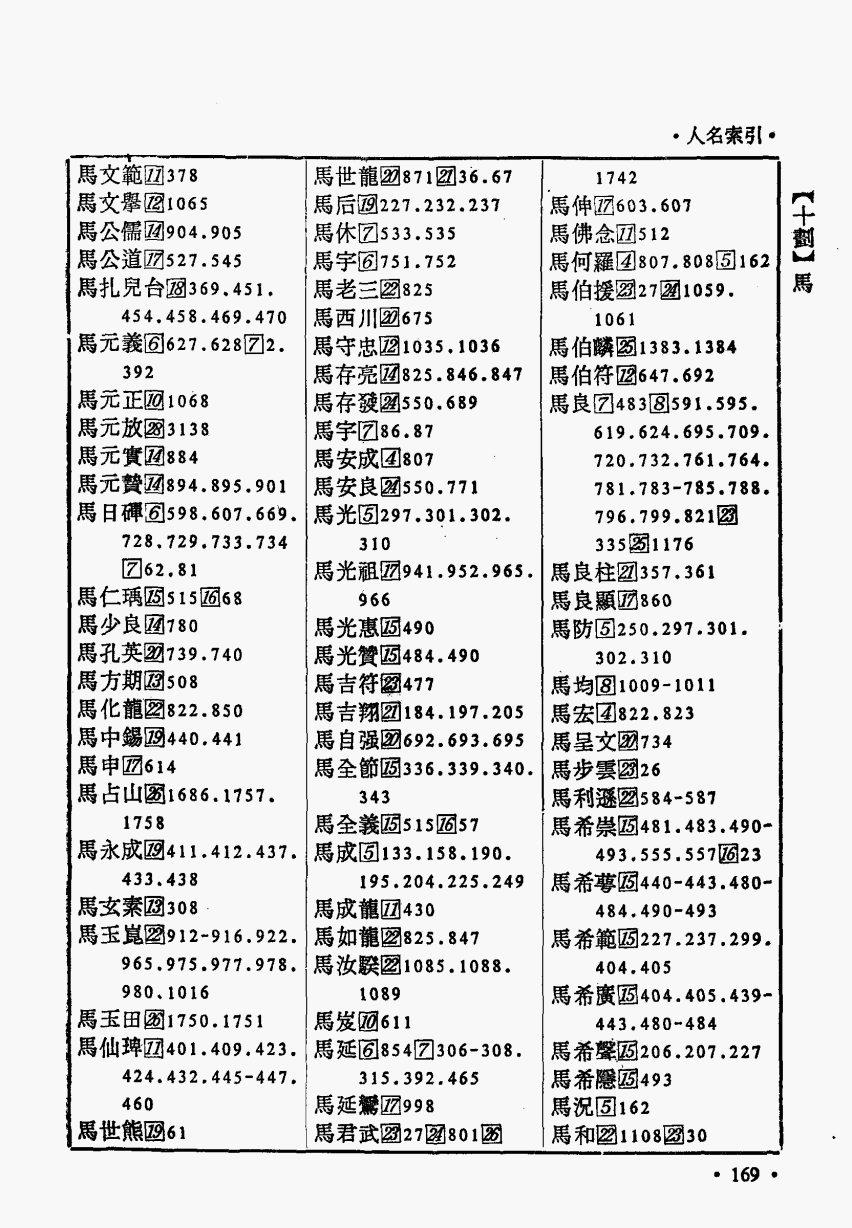 ·人名索引·
馬文範[11]378
馬文學[12]1065
馬公儒[14]904.905
馬公道[17]527.545
馬扎兒台[18]369.451.
454.458.469.470
馬元義[6]627.628[7]2.
392
馬元正[10]1068
馬元放[28]3138
馬元實[14]884
馬元贄[14]894.895.901
馬日磾[6]598.607.669.
728.729.733.734
[7]62.81
馬仁瑀[15]515[16]68
馬少良[14]780
馬孔英[20]739.740
馬方期[13]508
馬化龍[22]822.850
馬中錫[19]440.441
馬申[17]614
馬占山[26]1686.1757.
1758
馬永成[19]411.412.437.
433.438
馬玄素[13]308
馬玉崑[22]912-916.922.
965.975.977.978.
980.1016
馬玉田[26]1750.1751
馬仙琕[11]401.409.423.
424.432.445-447.
460
馬世熊[19]61
馬世龍[20]871[21]36.67
馬后[19]227.232.237
馬休[7]533.535
馬宇[6]751.752
馬老三[22]825
馬西川[20]675
馬守忠[12]1035.1036
馬存亮[14]825.846.847
馬存發[24]550.689
馬宇[7]86.87
馬安成[4]807
馬安良[24]550.771
馬光[5]297.301.302.
310
馬光祖[17]941.952.965.
966
馬光惠[15]490
馬光贊[15]484.490
馬吉符[23]477
馬吉翔[21]184.197.205
馬自强[20]692.693.695
馬全節[15]336.339.340.
343
馬全義[15]515[16]57
馬成[5]133.158.190.
195.204.225.249
馬成龍[11]430
馬如龍[22]825.847
馬汝騤[22]1085.1088.
1089
馬岌[10]611
馬延[6]854[7]306-308.
315.392.465
馬延鸞[17]998
馬君武[23]27[24]801[26]
1742
馬伸[17]603.607
馬佛念[11]512
馬何羅[4]807.808[5]162
馬伯援[23]27[24]1059.
1061
馬伯麟[25]1383.1384
馬伯符[12]647.692
馬良[7]483[8]591.595.
619.624.695.709.
720.732.761.764.
781.783-785.788.
796.799.821[23]
335[25]1176
馬良柱[21]357.361
馬良顯[17]860
馬防[5]250.297.301.
302.310
馬均[8]1009-1011
馬宏[4]822.823
馬呈文[20]734
馬步雲[23]26
馬利遜[22]584-587
馬希崇[15]481.483.490-
493.555.557[16]23
馬希萼[15]440-443.480-
484.490-493
馬希範[15]227.237.299.
404.405
馬希廣[15]404.405.439-
443.480-484
馬希聲[15]206.207.227
馬希隱[15]493
馬況[5]162
馬和[22]1108[23]30
【十劃】馬
·169·